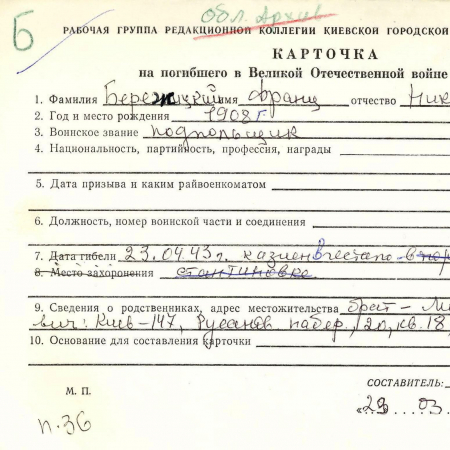 Б
Обл. Архив
РАБОЧАЯ ГРУППА РЕДАКЦИОННОЙ КОЛЛЕГИИ КИЕВСКОЙ ГОРОДСКОЙ
КАРТОЧКА
на погибшего в Великой Отечественной войне
1. Фамилия Бережицкий имя Франц отчество Ник
2. Год и место рождения 1908 г
3. Воинское звание подпольщик
4. Национальность, партийность, профессия, награды
5. Дата призыва и каким райвоенкоматом
6. Должность, номер воинской части и соединения
7. Дата гибели 23.04.43 г. казнен в гестапо
8. Место захоронения
9. Сведения о родственниках, адрес местожительства брат —
вич: Киев-147, Русанов. набер., 20, кв. 18,
10. Основание для составления карточки
М. П.
СОСТАВИТЕЛЬ:
«23 03
п. 36